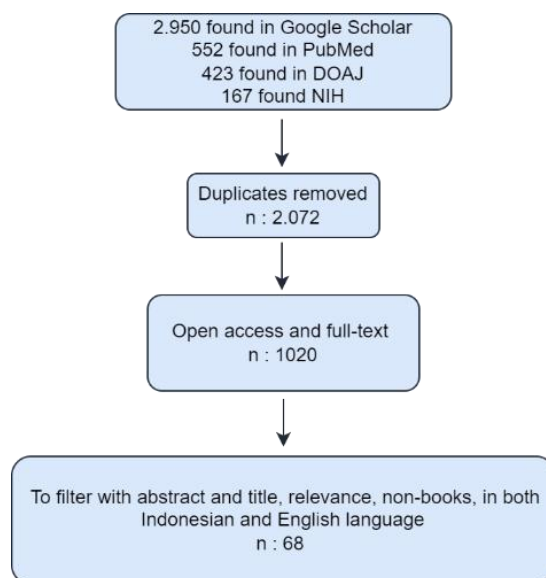 2.950 found in Google Scholar
552 found in PubMed
423 found in DOAJ
167 found NIH
Duplicates removed
n : 2.072
Open access and full-text
n : 1020
To filter with abstract and title, relevance, non-books, in both
Indonesian and English language
n : 68